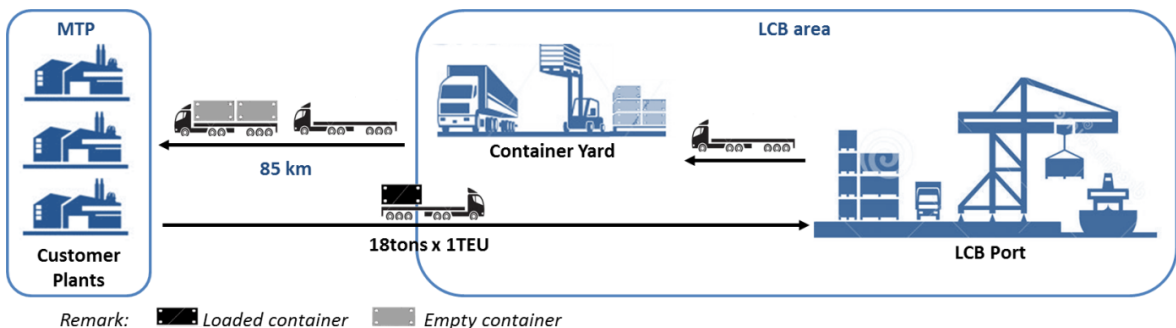 MTP
LCB area
Container Yard
85 km
18tons x 1TEU
Customer
Plants
LCB Port
Remark: Loaded container Empty container